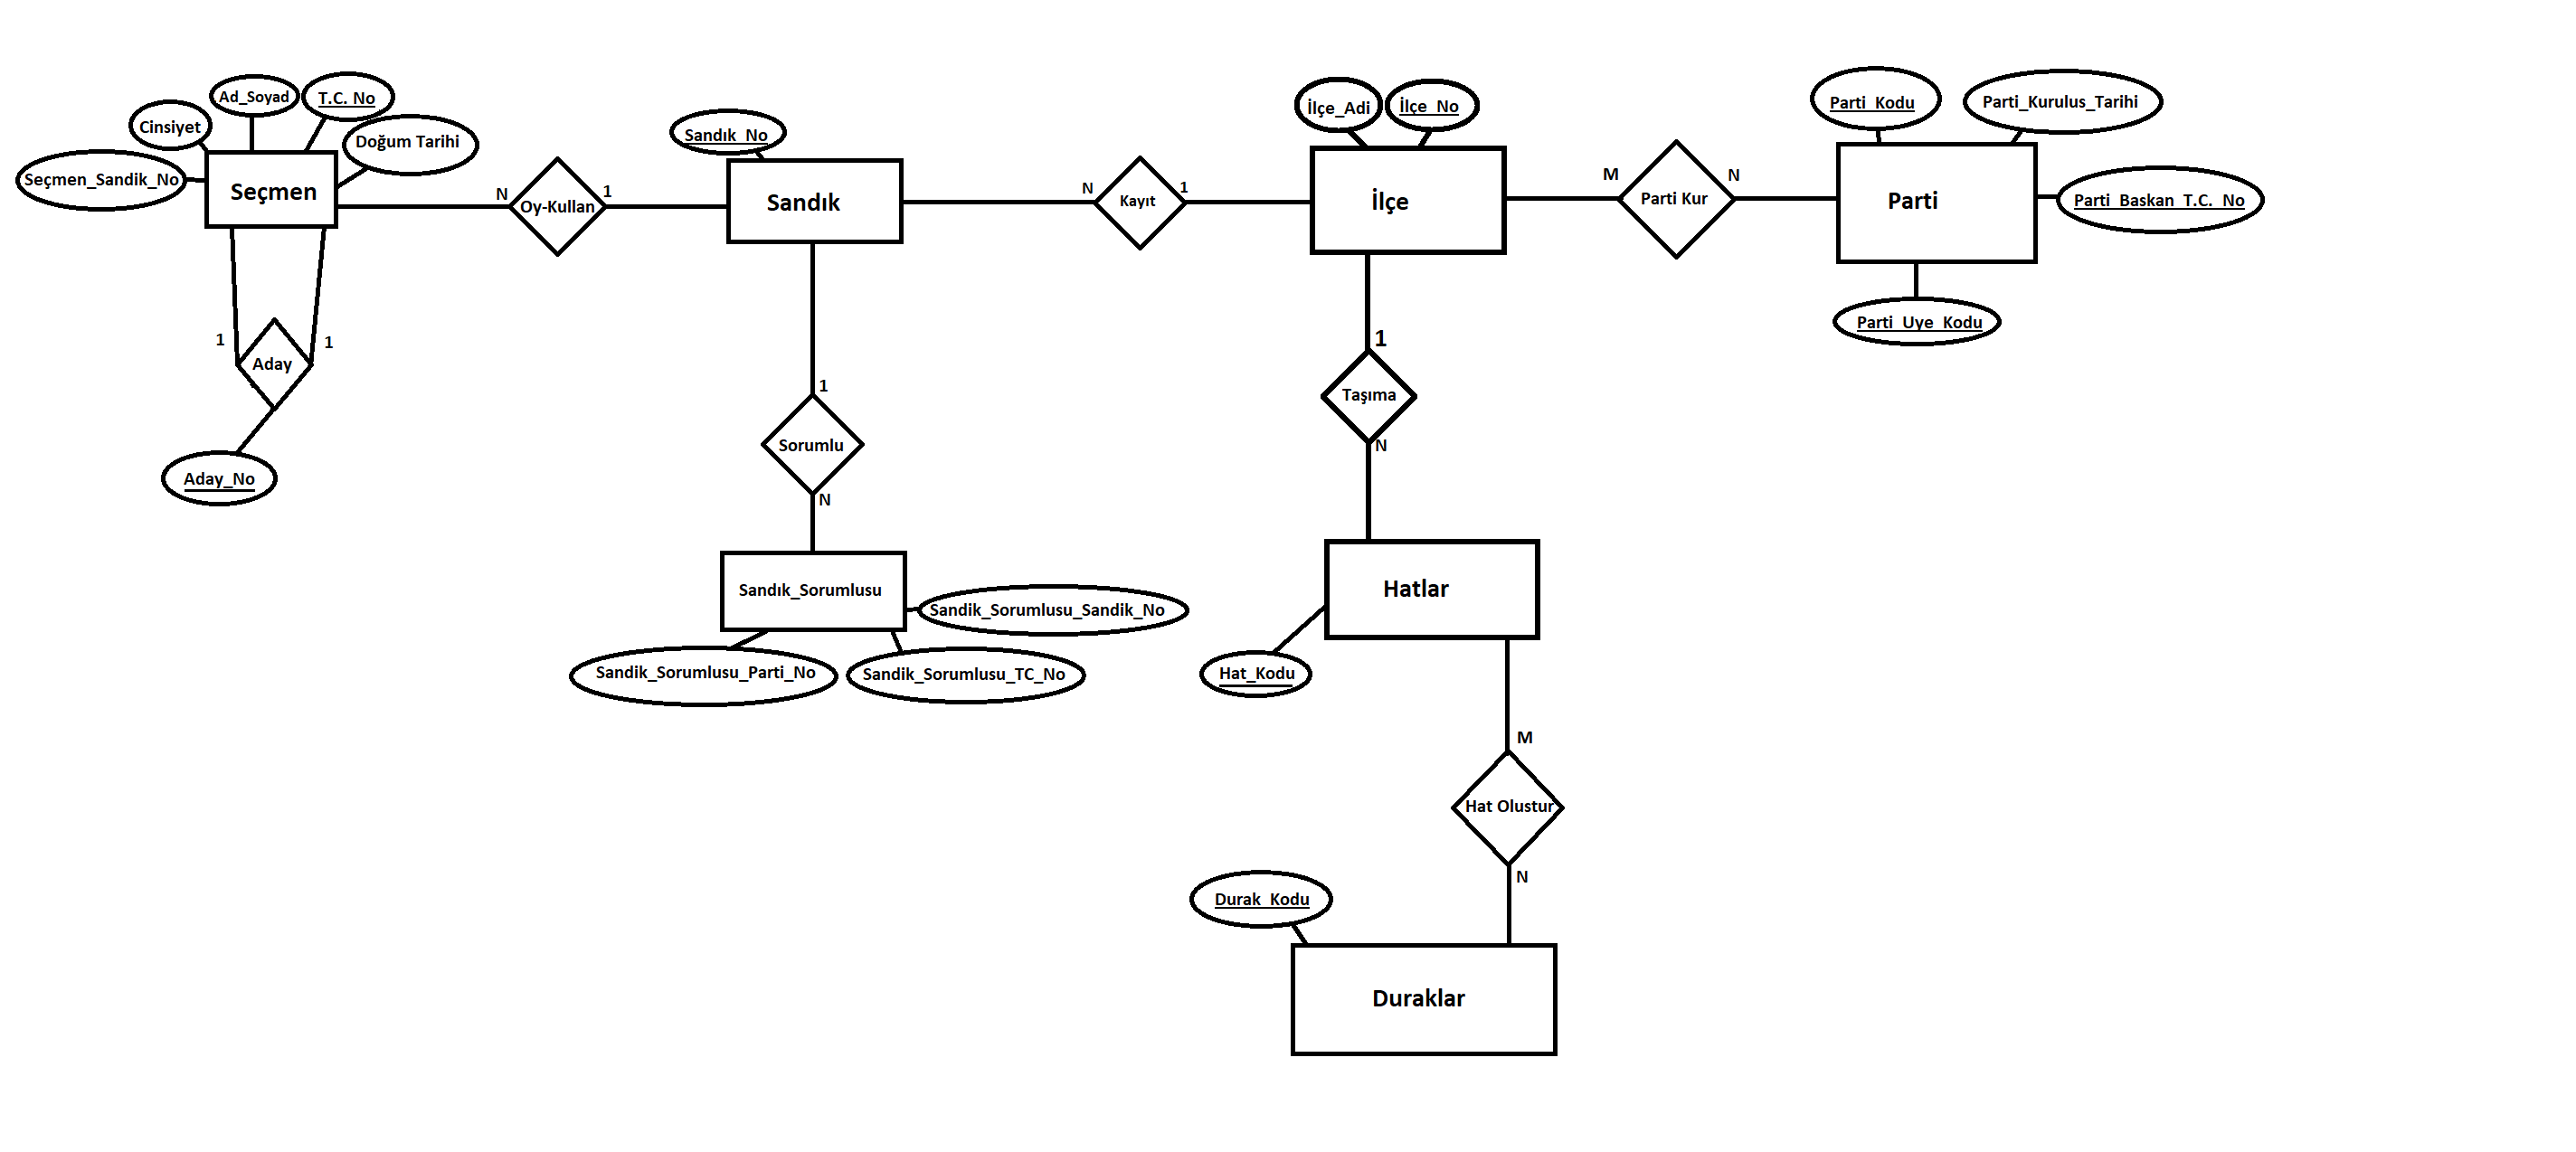 Seçmen_Sandik_No
Cinsiyet
Ad_Soyad
T.C. No
Doğum Tarihi
Seçmen
N
Oy-Kullan
1
Sandık_No
Sandık
N
Kayıt
1
İlçe_Adi
İlçe_No
İlçe
M
Parti Kur
N
Parti_Kodu
Parti_Kurulus_Tarihi
Parti
Parti_Baskan_T.C._No
Parti_Uye_Kodu
1
1
Aday
Aday_No
1
Sorumlu
N
Sandık_Sorumlusu
Sandik_Sorumlusu_Sandik_No
Sandik_Sorumlusu_Parti_No
Sandik_Sorumlusu_TC_No
1
Taşıma
N
Hatlar
Hat_Kodu
M
Hat Olustur
N
Durak_Kodu
Duraklar